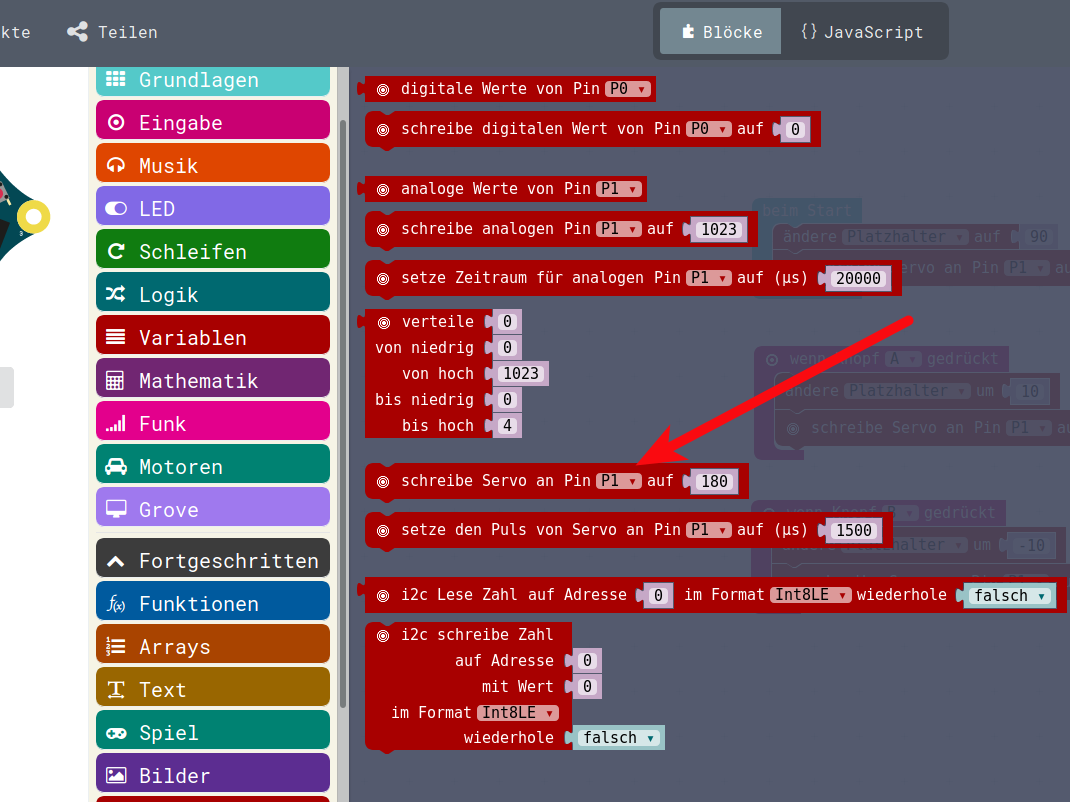 kte Teilen Blöcke {} JavaScript
Grundlagen
Eingabe
Musik
LED
Schleifen
Logik
Variablen
Mathematik
Funk
Motoren
Grove
Fortgeschritten
Funktionen
Arrays
Text
Spiel
Bilder
digitale Werte von Pin P0
schreibe digitalen Wert von Pin P0 auf 0
analoge Werte von Pin P1
schreibe analogen Pin P1 auf 1023
setze Zeitraum für analogen Pin P1 auf (µs) 20000
verteile 0
von niedrig 0
von hoch 1023
bis niedrig 0
bis hoch 4
schreibe Servo an Pin P1 auf 180
setze den Puls von Servo an Pin P1 auf (µs) 1500
i2c Lese Zahl auf Adresse 0 im Format Int8LE wiederhole falsch
i2c schreibe Zahl
auf Adresse 0
mit Wert 0
im Format Int8LE
wiederhole falsch
beim Start
ändere Platzhalter auf 90
ervo an Pin P1 au
wenn Knopf A gedrückt
ändere Platzhalter um 10
schreibe Servo an Pin P1 au
wenn Knopf B gedrückt
ändere Platzhalter um -10